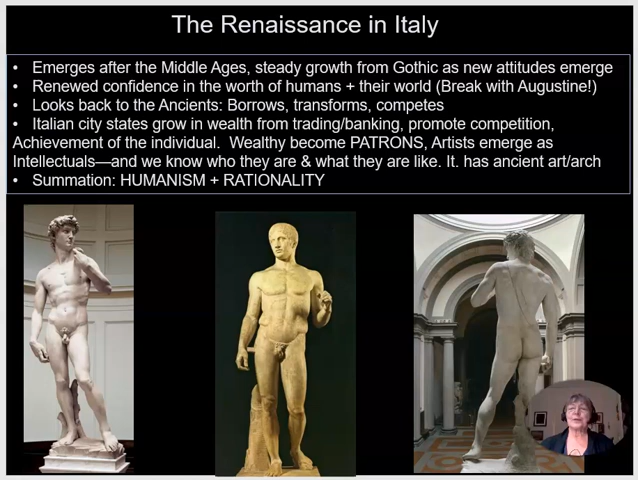 The Renaissance in Italy
• Emerges after the Middle Ages, steady growth from Gothic as new attitudes emerge
• Renewed confidence in the worth of humans + their world (Break with Augustine!)
• Looks back to the Ancients: Borrows, transforms, competes
• Italian city states grow in wealth from trading/banking, promote competition,
Achievement of the individual. Wealthy become PATRONS, Artists emerge as
Intellectuals—and we know who they are & what they are like. It. has ancient art/arch
• Summation: HUMANISM + RATIONALITY